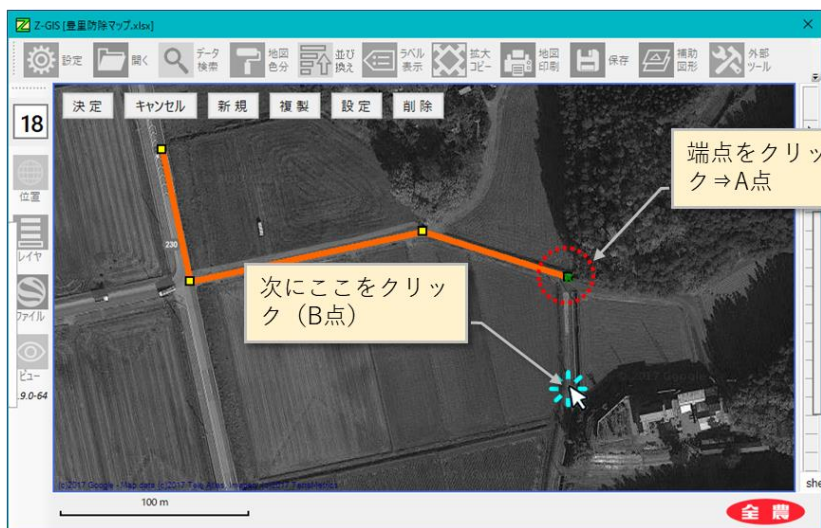 Z-GIS [豊里防除マップ.xlsx]
設定
開く
データ
検索
地図
色分
並び
換え
ラベル
表示
拡大
コピー
地図
印刷
保存
補助
図形
外部
ツール
18
決定
キャンセル
新規
複製
設定
削除
端点をクリッ
ク⇒A点
位置
レイヤ
ファイル
ビュー
.9.0-64
230
次にここをクリッ
ク（B点）
100 m
she
全農